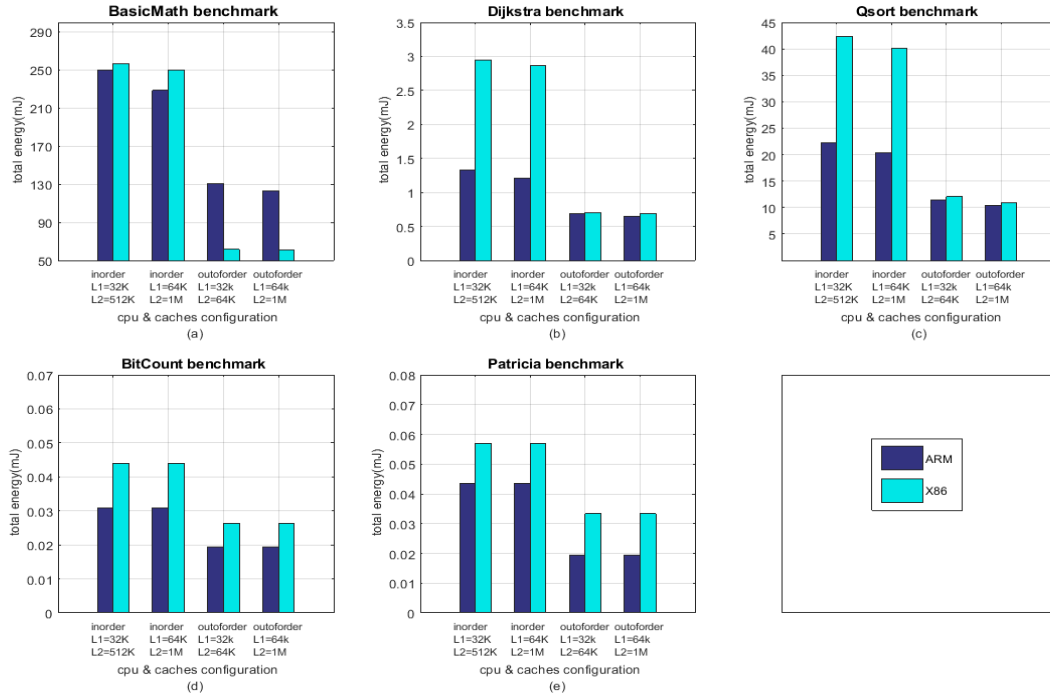 BasicMath benchmark
290
250
210
170
130
90
50
total energy(mJ)
inorder inorder outoforder outoforder
L1=32K L1=64K L1=32k L1=64k
L2=512K L2=1M L2=64K L2=1M
cpu & caches configuration
(a)
Dijkstra benchmark
3.5
3
2.5
2
1.5
1
0.5
0
total energy(mJ)
inorder inorder outoforder outoforder
L1=32K L1=64K L1=32k L1=64k
L2=512K L2=1M L2=64K L2=1M
cpu & caches configuration
(b)
Qsort benchmark
45
40
35
30
25
20
15
10
5
total energy(mJ)
inorder inorder outoforder outoforder
L1=32K L1=64K L1=32k L1=64k
L2=512K L2=1M L2=64K L2=1M
cpu & caches configuration
(c)
BitCount benchmark
0.07
0.06
0.05
0.04
0.03
0.02
0.01
0
total energy(mJ)
inorder inorder outoforder outoforder
L1=32K L1=64K L1=32k L1=64k
L2=512K L2=1M L2=64K L2=1M
cpu & caches configuration
(d)
Patricia benchmark
0.08
0.07
0.06
0.05
0.04
0.03
0.02
0.01
0
total energy(mJ)
inorder inorder outoforder outoforder
L1=32K L1=64K L1=32k L1=64k
L2=512K L2=1M L2=64K L2=1M
cpu & caches configuration
(e)
ARM
X86